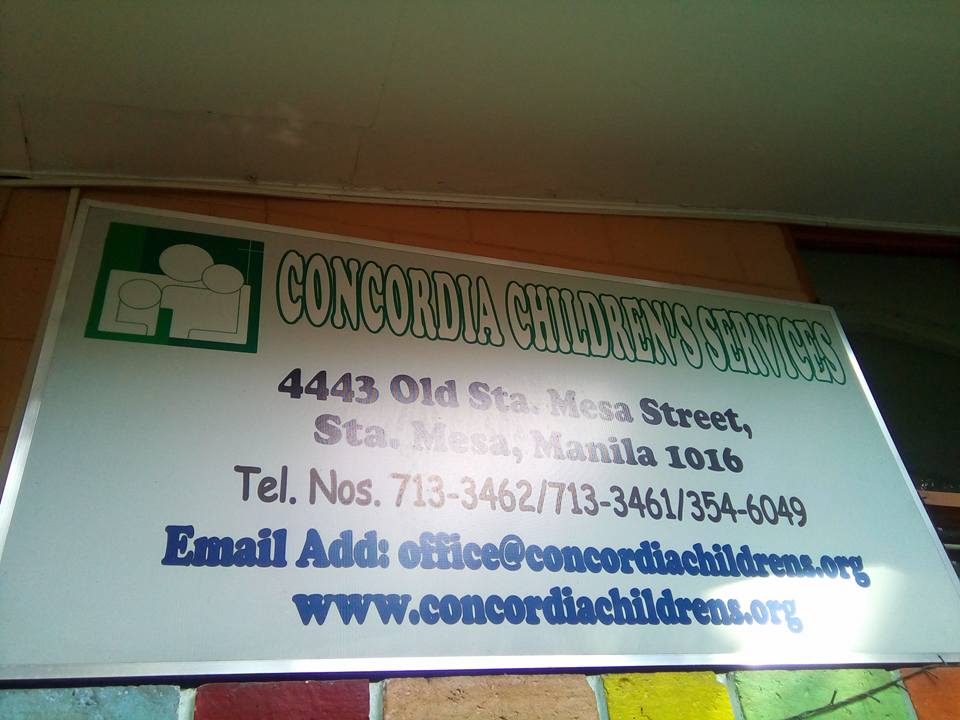 CONCORDIA CHILDREN'S SERVICES
4443 Old Sta. Mesa Street,
Sta. Mesa, Manila 1016
Tel. Nos. 713-3462/713-3461/354-6049
Email Add: office@concordiachildrens.org
www.concordiachildrens.org